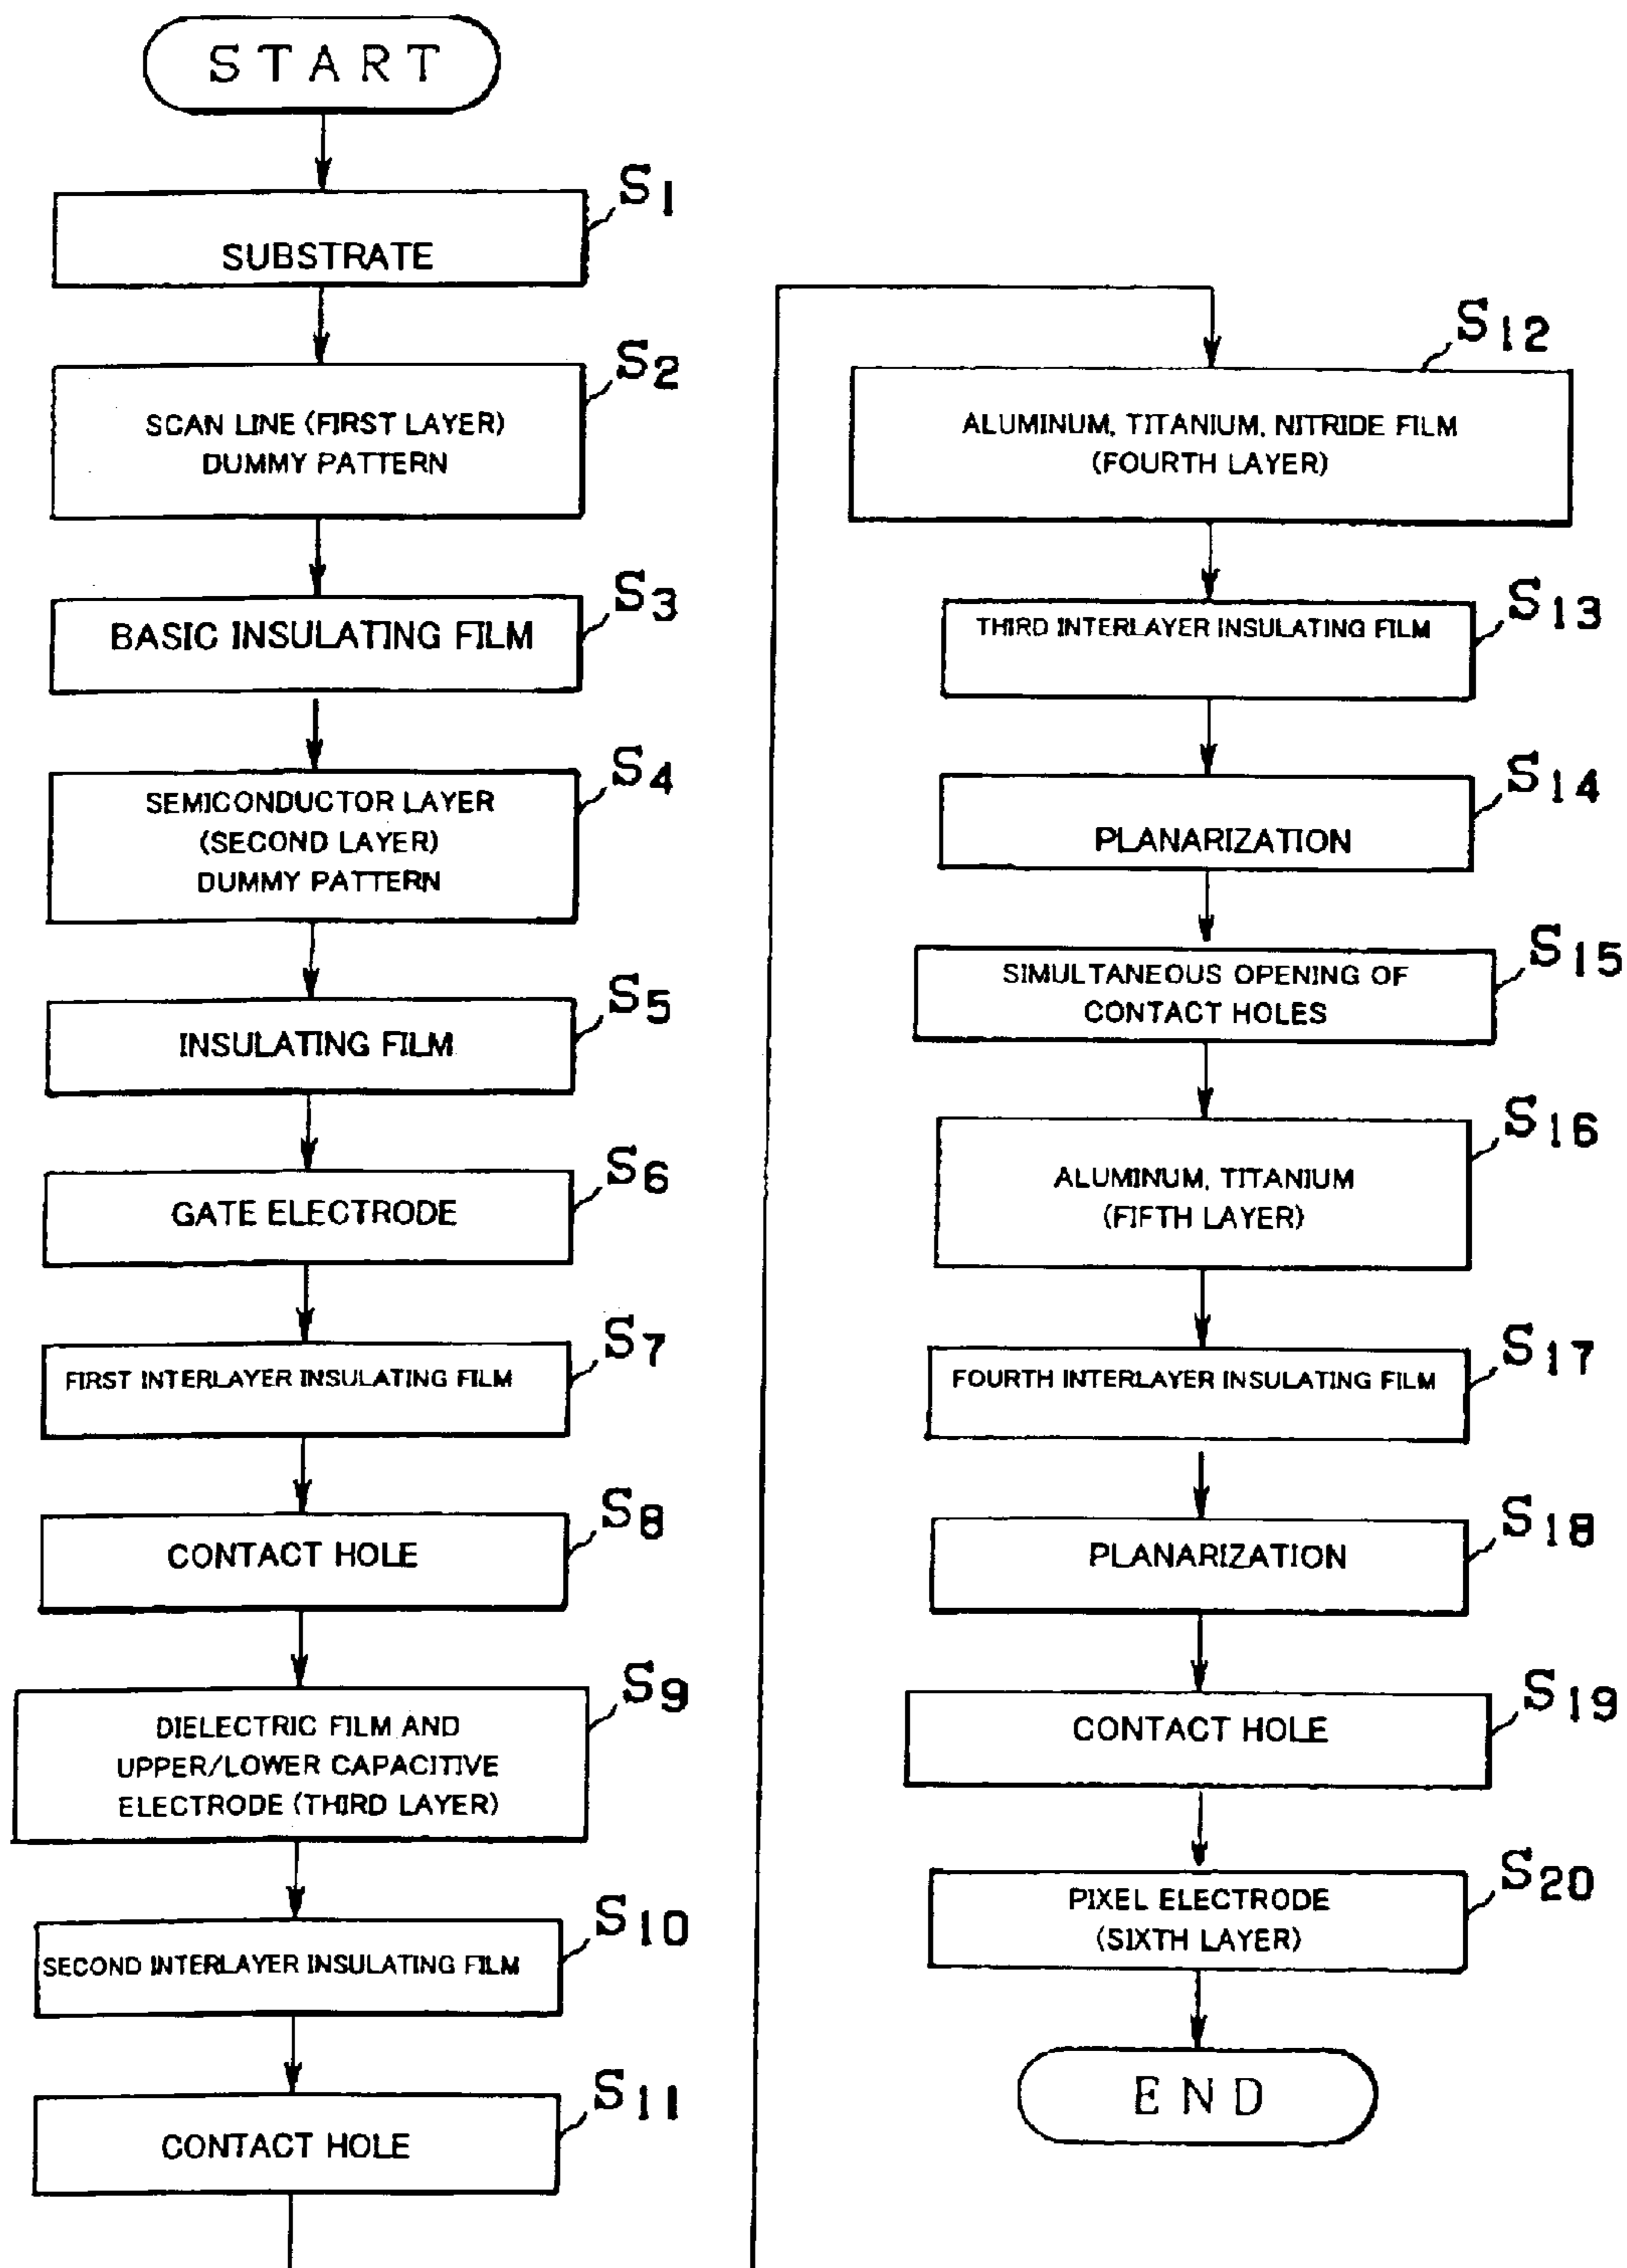 START
S1
SUBSTRATE
S2
SCAN LINE (FIRST LAYER)
DUMMY PATTERN
S3
BASIC INSULATING FILM
S4
SEMICONDUCTOR LAYER
(SECOND LAYER)
DUMMY PATTERN
S5
INSULATING FILM
S6
GATE ELECTRODE
S7
FIRST INTERLAYER INSULATING FILM
S8
CONTACT HOLE
S9
DIELECTRIC FILM AND
UPPER/LOWER CAPACITIVE
ELECTRODE (THIRD LAYER)
S10
SECOND INTERLAYER INSULATING FILM
S11
CONTACT HOLE
S12
ALUMINUM, TITANIUM, NITRIDE FILM
(FOURTH LAYER)
S13
THIRD INTERLAYER INSULATING FILM
S14
PLANARIZATION
S15
SIMULTANEOUS OPENING OF
CONTACT HOLES
S16
ALUMINUM, TITANIUM
(FIFTH LAYER)
S17
FOURTH INTERLAYER INSULATING FILM
S18
PLANARIZATION
S19
CONTACT HOLE
S20
PIXEL ELECTRODE
(SIXTH LAYER)
END